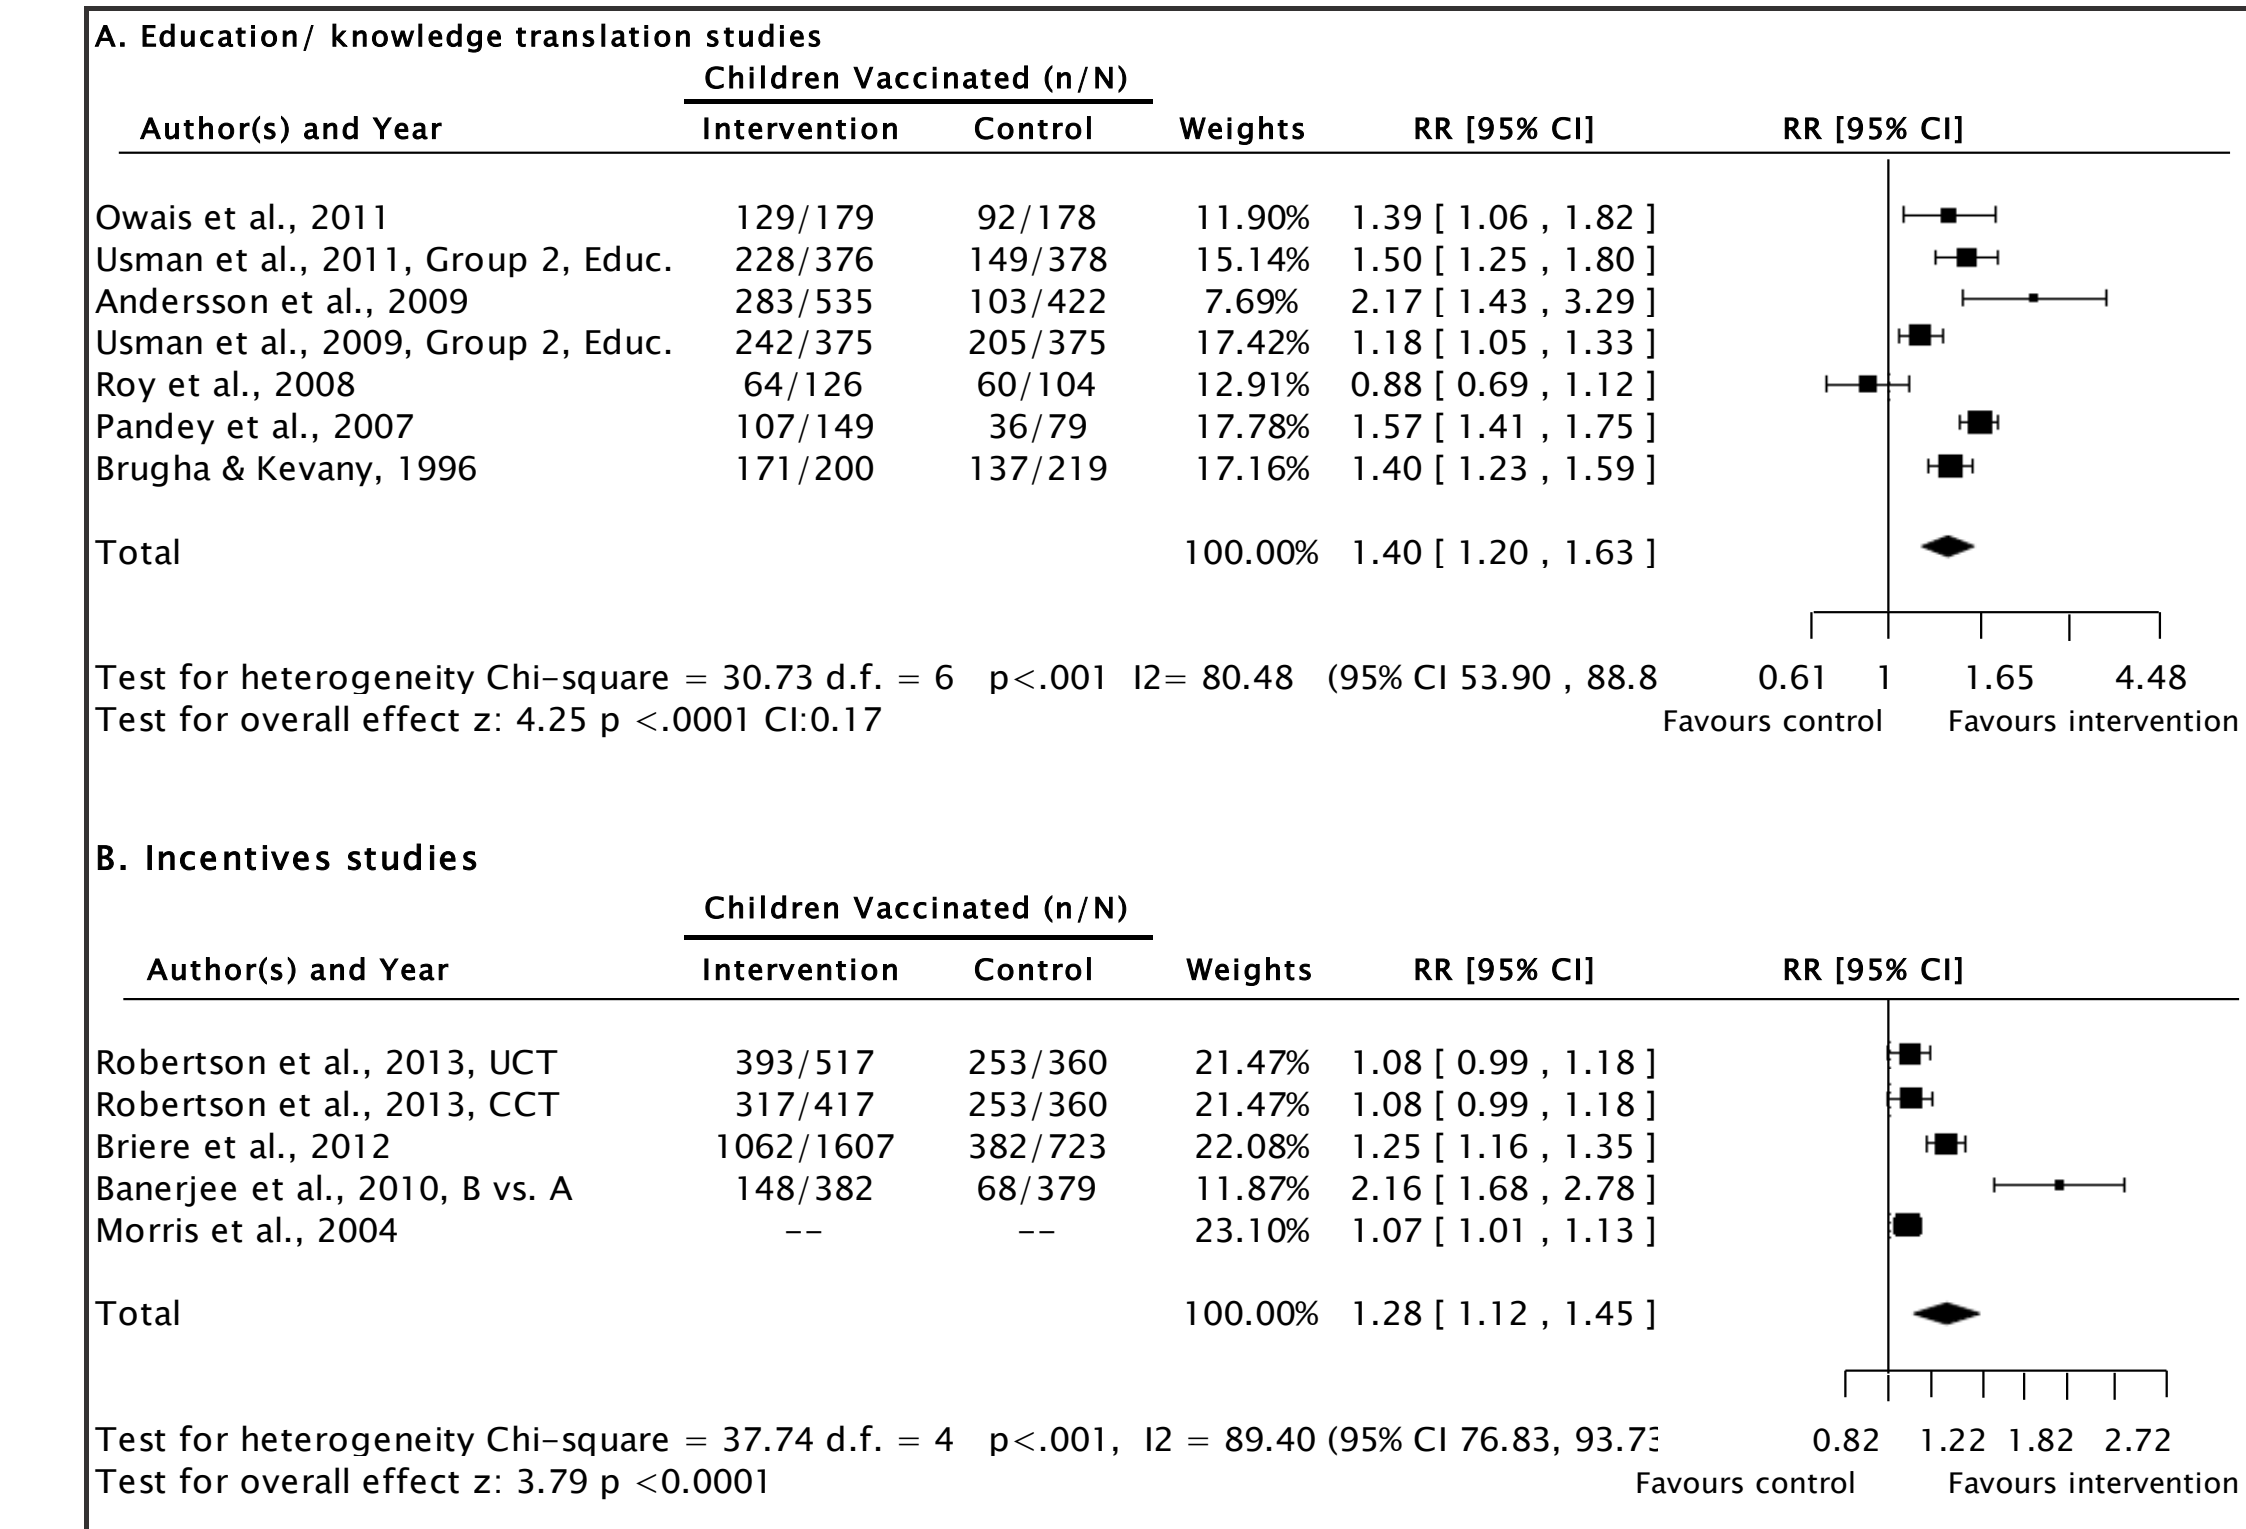 A. Education/ knowledge translation studies
Children Vaccinated (n/N)
Author(s) and Year Intervention Control Weights RR [95% CI] RR [95% CI]
Owais et al., 2011 129/179 92/178 11.90% 1.39 [ 1.06 , 1.82 ]
Usman et al., 2011, Group 2, Educ. 228/376 149/378 15.14% 1.50 [ 1.25 , 1.80 ]
Andersson et al., 2009 283/535 103/422 7.69% 2.17 [ 1.43 , 3.29 ]
Usman et al., 2009, Group 2, Educ. 242/375 205/375 17.42% 1.18 [ 1.05 , 1.33 ]
Roy et al., 2008 64/126 60/104 12.91% 0.88 [ 0.69 , 1.12 ]
Pandey et al., 2007 107/149 36/79 17.78% 1.57 [ 1.41 , 1.75 ]
Brugha & Kevany, 1996 171/200 137/219 17.16% 1.40 [ 1.23 , 1.59 ]
Total 100.00% 1.40 [ 1.20 , 1.63 ]
Test for heterogeneity Chi-square = 30.73 d.f. = 6 p<.001 I2= 80.48 (95% CI 53.90 , 88.8 0.61 1 1.65 4.48
Test for overall effect z: 4.25 p <.0001 CI:0.17 Favours control Favours intervention
B. Incentives studies
Children Vaccinated (n/N)
Author(s) and Year Intervention Control Weights RR [95% CI] RR [95% CI]
Robertson et al., 2013, UCT 393/517 253/360 21.47% 1.08 [ 0.99 , 1.18 ]
Robertson et al., 2013, CCT 317/417 253/360 21.47% 1.08 [ 0.99 , 1.18 ]
Briere et al., 2012 1062/1607 382/723 22.08% 1.25 [ 1.16 , 1.35 ]
Banerjee et al., 2010, B vs. A 148/382 68/379 11.87% 2.16 [ 1.68 , 2.78 ]
Morris et al., 2004 -- -- 23.10% 1.07 [ 1.01 , 1.13 ]
Total 100.00% 1.28 [ 1.12 , 1.45 ]
Test for heterogeneity Chi-square = 37.74 d.f. = 4 p<.001, I2 = 89.40 (95% CI 76.83, 93.73 0.82 1.22 1.82 2.72
Test for overall effect z: 3.79 p <0.0001 Favours control Favours intervention